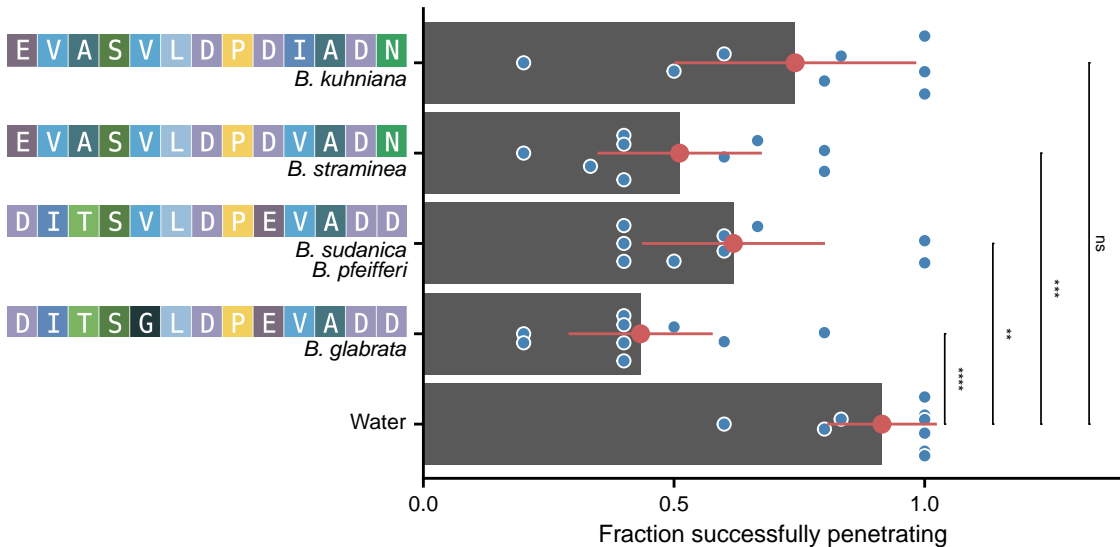 EVASVLDPDIADN
B. kuhniana
EVASVLDPDVADN
B. straminea
DITSVLDPEVADD
B. sudanica
B. pfeifferi
DITSGLDPEVADD
B. glabrata
Water
ns
***
**
****
0.0 0.5 1.0
Fraction successfully penetrating